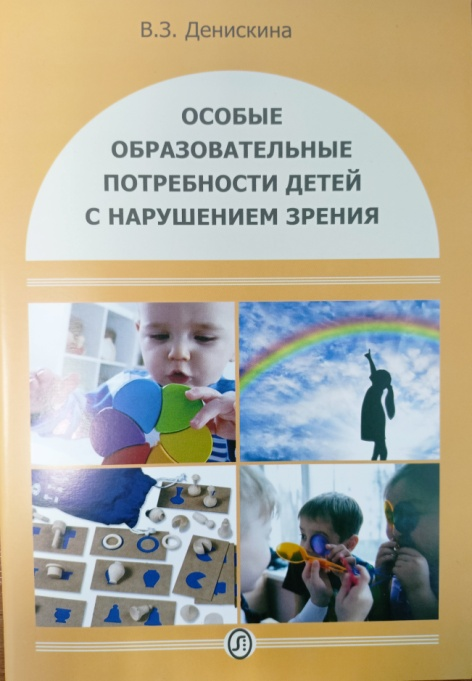 В.З. Денискина
ОСОБЫЕ
ОБРАЗОВАТЕЛЬНЫЕ
ПОТРЕБНОСТИ ДЕТЕЙ
С НАРУШЕНИЕМ ЗРЕНИЯ